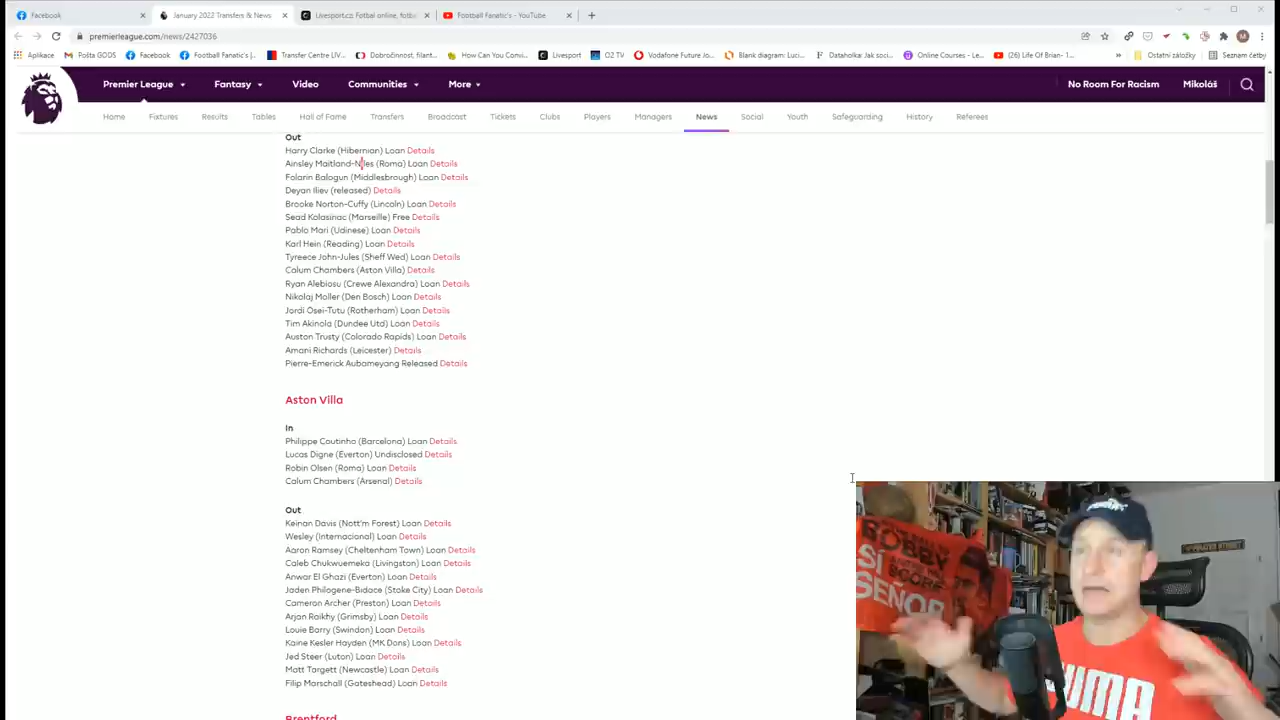 Facebook
January 2022 Transfers & News
Livesport.cz: Fotbal online, fotb
Football Fanatic's - YouTube
premierleague.com/news/2427036
Aplikace
Pošta GODS
Facebook
Football Fanatic's (...
Transfer Centre LIV...
Dobročinnost, filant...
How Can You Convi...
Livesport
O2 TV
Vodafone Future Jo...
Blank diagram: Luci...
Dataholka: Jak soci...
Online Courses - Le...
(26) Life Of Brian- 1...
Ostatní záložky
Seznam četby
Premier League
Fantasy
Video
Communities
More
No Room For Racism
Mikoláš
Home
Fixtures
Results
Tables
Hall of Fame
Transfers
Broadcast
Tickets
Clubs
Players
Managers
News
Social
Youth
Safeguarding
History
Referees
Out
Harry Clarke (Hibernian) Loan Details
Ainsley Maitland-Niles (Roma) Loan Details
Folarin Balogun (Middlesbrough) Loan Details
Deyan Iliev (released) Details
Brooke Norton-Cuffy (Lincoln) Loan Details
Sead Kolasinac (Marseille) Free Details
Pablo Mari (Udinese) Loan Details
Karl Hein (Reading) Loan Details
Tyreece John-Jules (Sheff Wed) Loan Details
Calum Chambers (Aston Villa) Details
Ryan Alebiosu (Crewe Alexandra) Loan Details
Nikolaj Moller (Den Bosch) Loan Details
Jordi Osei-Tutu (Rotherham) Loan Details
Tim Akinola (Dundee Utd) Loan Details
Auston Trusty (Colorado Rapids) Loan Details
Amani Richards (Leicester) Details
Pierre-Emerick Aubameyang Released Details
Aston Villa
In
Philippe Coutinho (Barcelona) Loan Details
Lucas Digne (Everton) Undisclosed Details
Robin Olsen (Roma) Loan Details
Calum Chambers (Arsenal) Details
Out
Keinan Davis (Nott'm Forest) Loan Details
Wesley (Internacional) Loan Details
Aaron Ramsey (Cheltenham Town) Loan Details
Caleb Chukwuemeka (Livingston) Loan Details
Anwar El Ghazi (Everton) Loan Details
Jaden Philogene-Bidace (Stoke City) Loan Details
Cameron Archer (Preston) Loan Details
Arjan Raikhy (Grimsby) Loan Details
Louie Barry (Swindon) Loan Details
Kaine Kesler Hayden (MK Dons) Loan Details
Jed Steer (Luton) Loan Details
Matt Targett (Newcastle) Loan Details
Filip Marschall (Gateshead) Loan Details
Brentford
BOBBY
SÍ
SENOR
PUMA